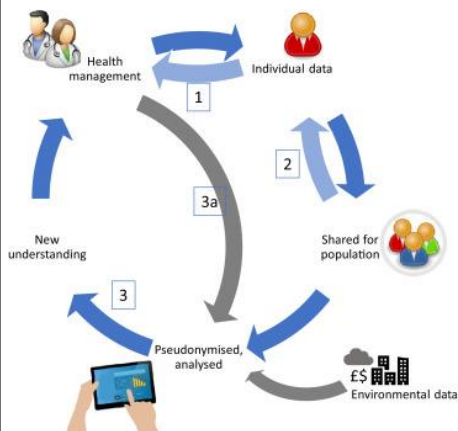 Health
management
Individual data
1
2
3a
New
understanding
Shared for
population
3
Pseudonymised,
analysed
£$
Environmental data